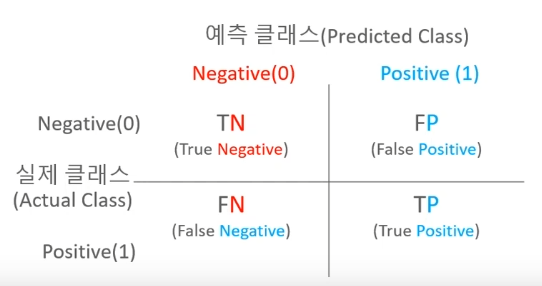 예측 클래스(Predicted Class)
Negative(0)
Positive (1)
Negative(0)
TN
FP
(True Negative)
(False Positive)
실제 클래스
(Actual Class)
FN
TP
(False Negative)
(True Positive)
Positive(1)